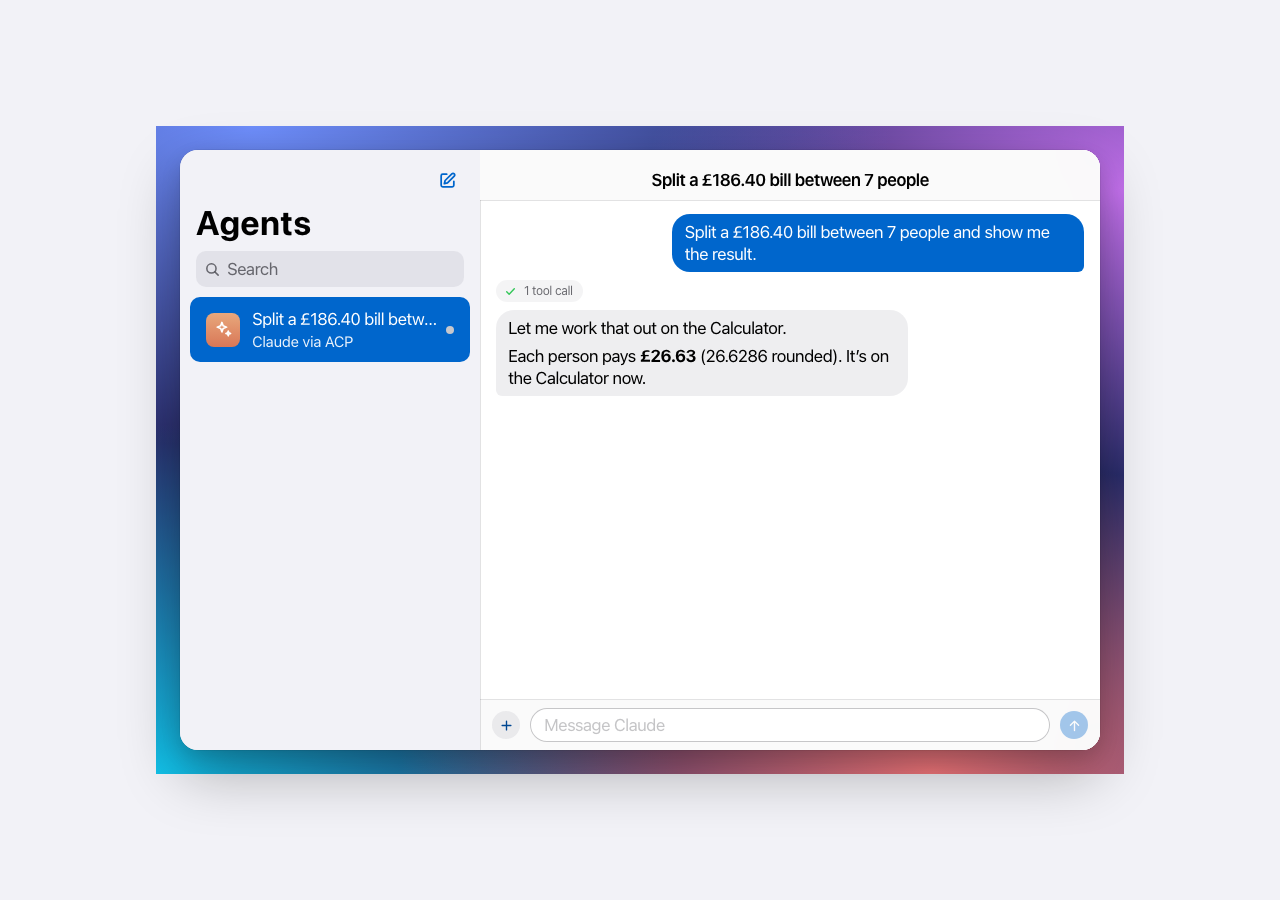 Agents
Search
Split a £186.40 bill betw...
Claude via ACP
Split a £186.40 bill between 7 people
Split a £186.40 bill between 7 people and show me
the result.
1 tool call
Let me work that out on the Calculator.
Each person pays £26.63 (26.6286 rounded). It’s on
the Calculator now.
Message Claude